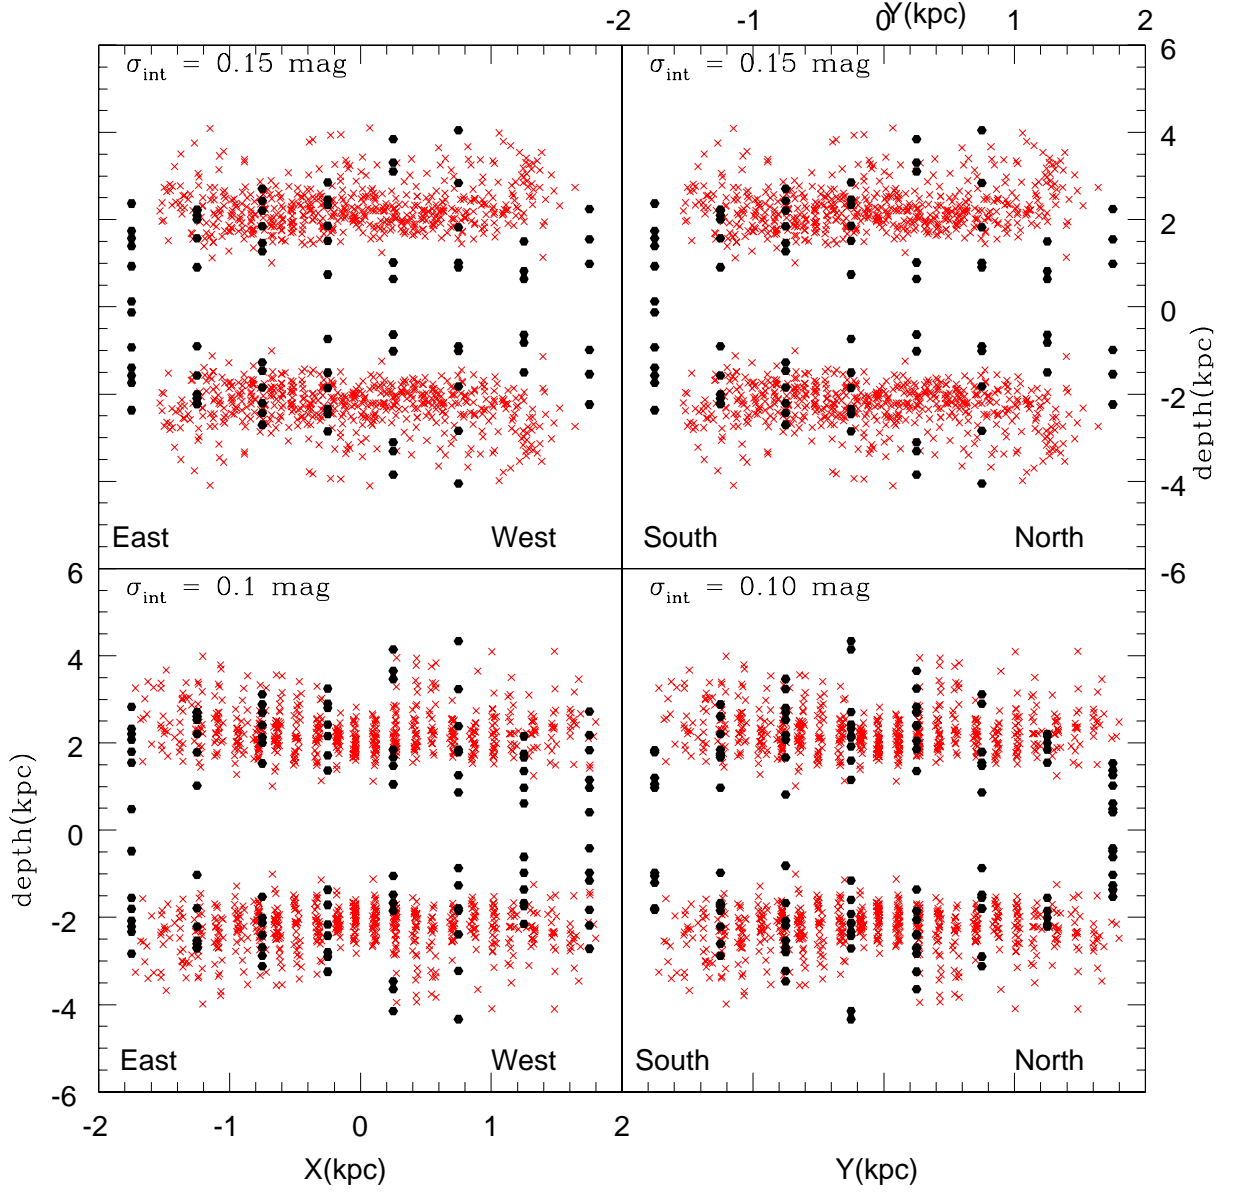 -2 -1 0 1 2
Y(kpc)
σint = 0.15 mag
σint = 0.15 mag
6
4
2
0
-2
-4
-6
depth(kpc)
East West
South North
σint = 0.1 mag
σint = 0.10 mag
6
4
2
0
-2
-4
-6
depth(kpc)
East West
South North
-2 -1 0 1 2
X(kpc)
Y(kpc)